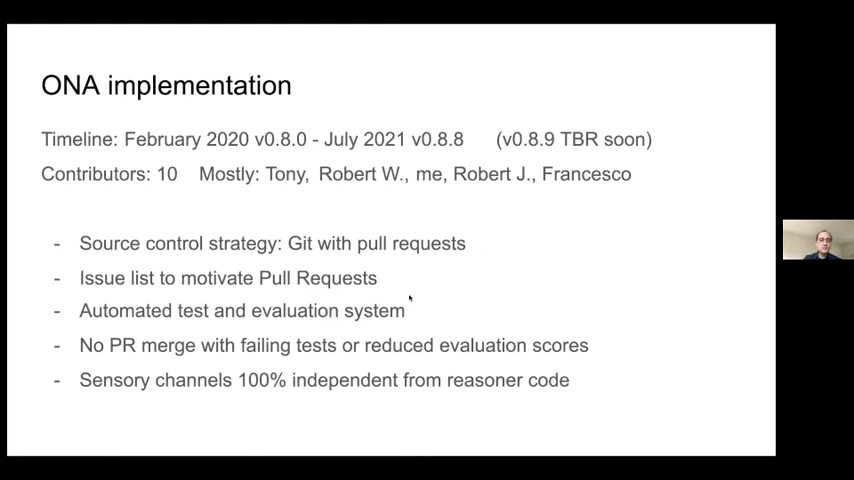 ONA implementation
Timeline: February 2020 v0.8.0 - July 2021 v0.8.8 (v0.8.9 TBR soon)
Contributors: 10 Mostly: Tony, Robert W., me, Robert J., Francesco
- Source control strategy: Git with pull requests
- Issue list to motivate Pull Requests
- Automated test and evaluation system
- No PR merge with failing tests or reduced evaluation scores
- Sensory channels 100% independent from reasoner code